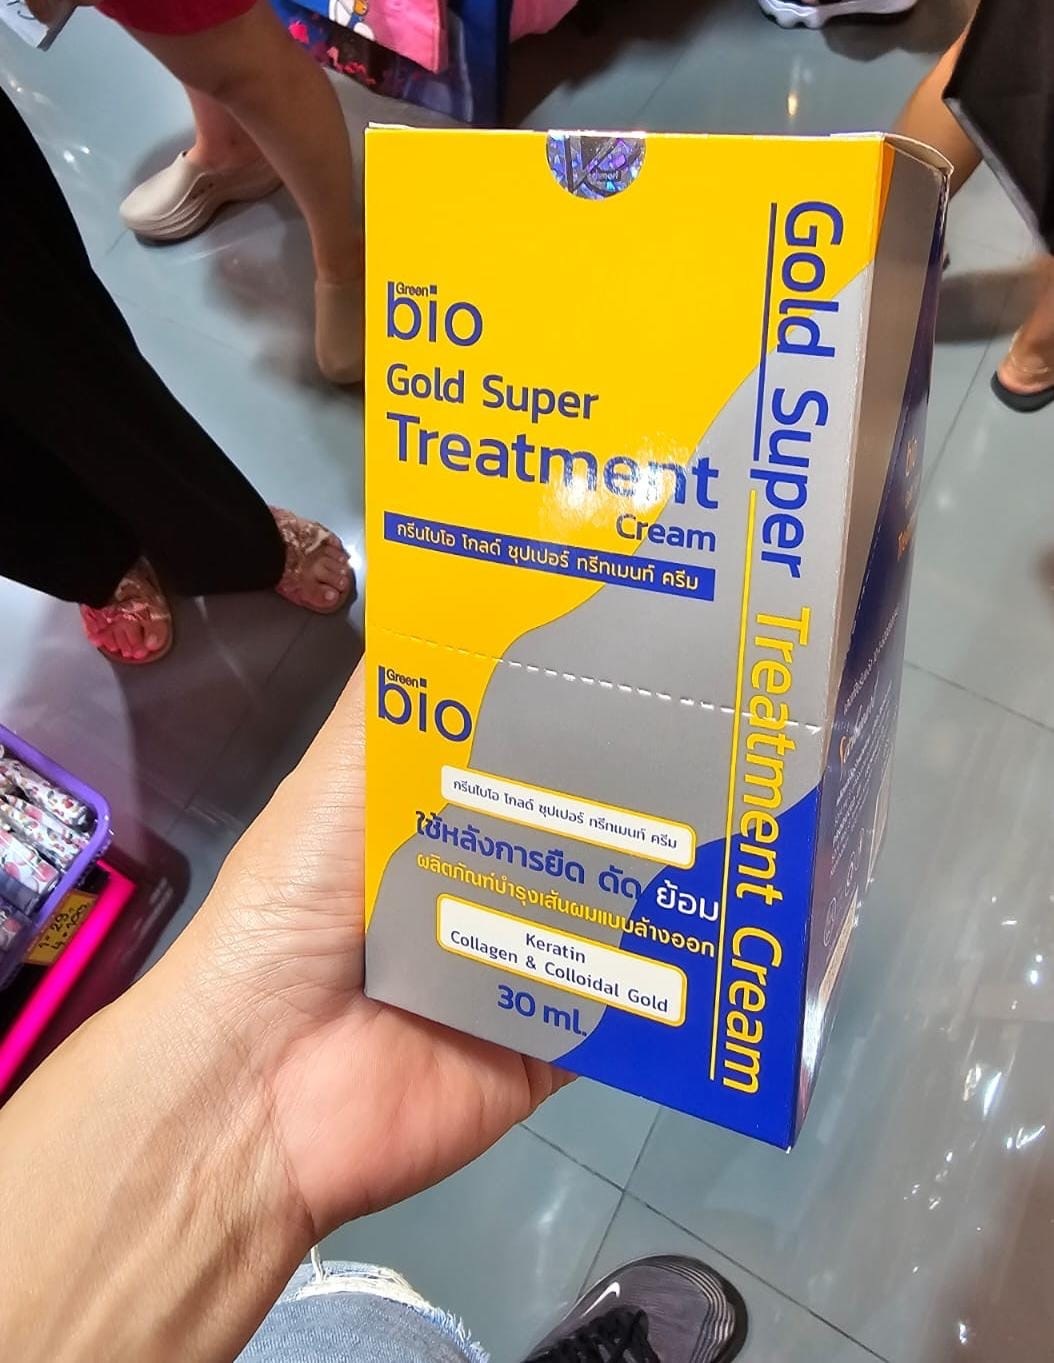 Green
bio
Gold Super
Treatment
Cream
กรีนไบโอ โกลด์ ซุปเปอร์ ทรีทเมนท์ ครีม
Gold Super Treatment Cream
Green
bio
กรีนไบโอ โกลด์ ซุปเปอร์ ทรีทเมนท์ ครีม
ใช้หลังการยืด ดัด ย้อม
ผลิตภัณฑ์บำรุงเส้นผมแบบล้างออก
Keratin
Collagen & Colloidal Gold
30 ml.